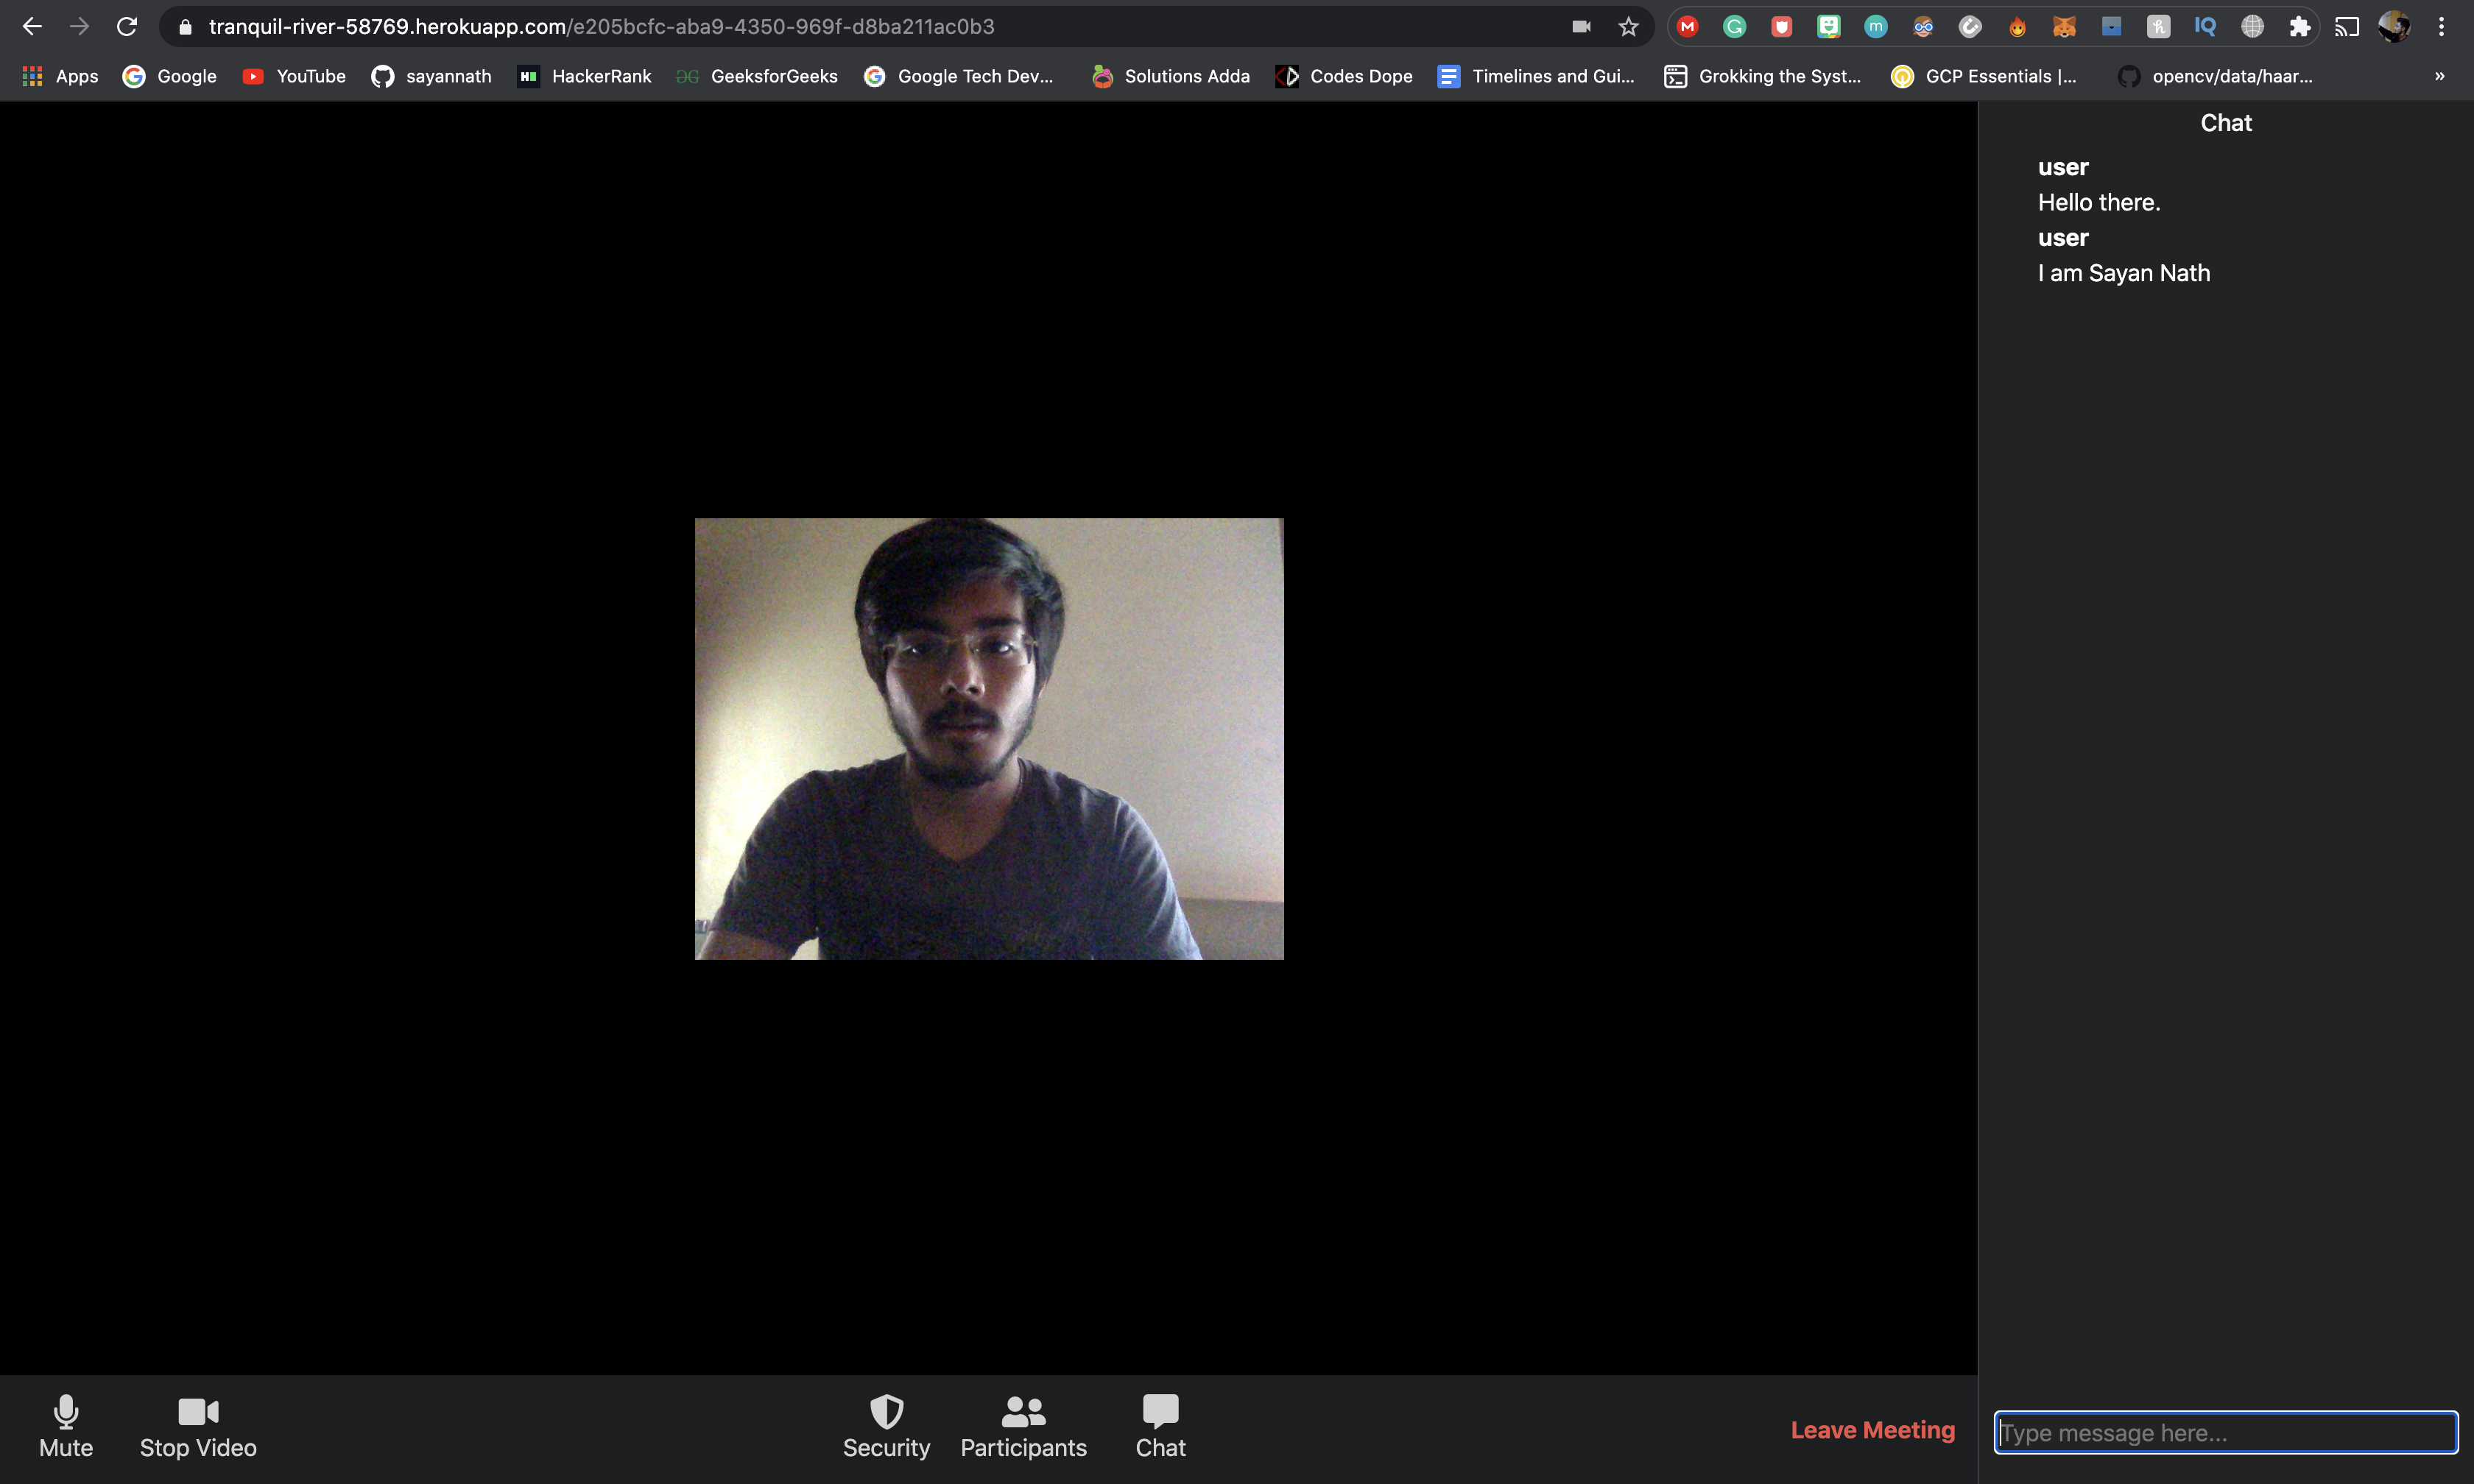 tranquil-river-58769.herokuapp.com/e205bcfc-aba9-4350-969f-d8ba211ac0b3
Apps Google YouTube sayannath HackerRank GeeksforGeeks Google Tech Dev... Solutions Adda Codes Dope Timelines and Gui... Grokking the Syst... GCP Essentials |... opencv/data/haar... »
Chat
user
Hello there.
user
I am Sayan Nath
Mute Stop Video Security Participants Chat Leave Meeting
Type message here...